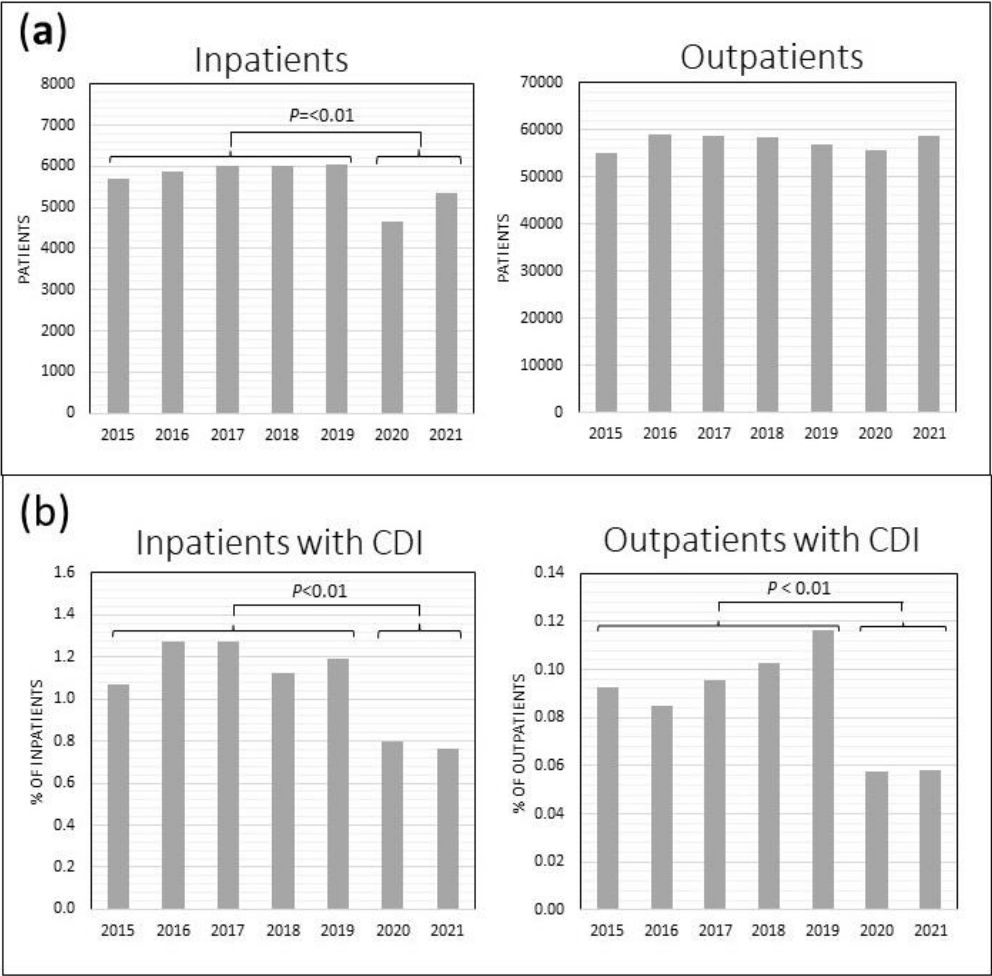 (a)
Inpatients
8000
7000
6000
5000
4000
3000
2000
1000
0
PATIENTS
P=<0.01
2015 2016 2017 2018 2019 2020 2021
Outpatients
70000
60000
50000
40000
30000
20000
10000
0
PATIENTS
2015 2016 2017 2018 2019 2020 2021
(b)
Inpatients with CDI
1.6
1.4
1.2
1.0
0.8
0.6
0.4
0.2
0.0
% OF INPATIENTS
P<0.01
2015 2016 2017 2018 2019 2020 2021
Outpatients with CDI
0.14
0.12
0.10
0.08
0.06
0.04
0.02
0.00
% OF OUTPATIENTS
P < 0.01
2015 2016 2017 2018 2019 2020 2021